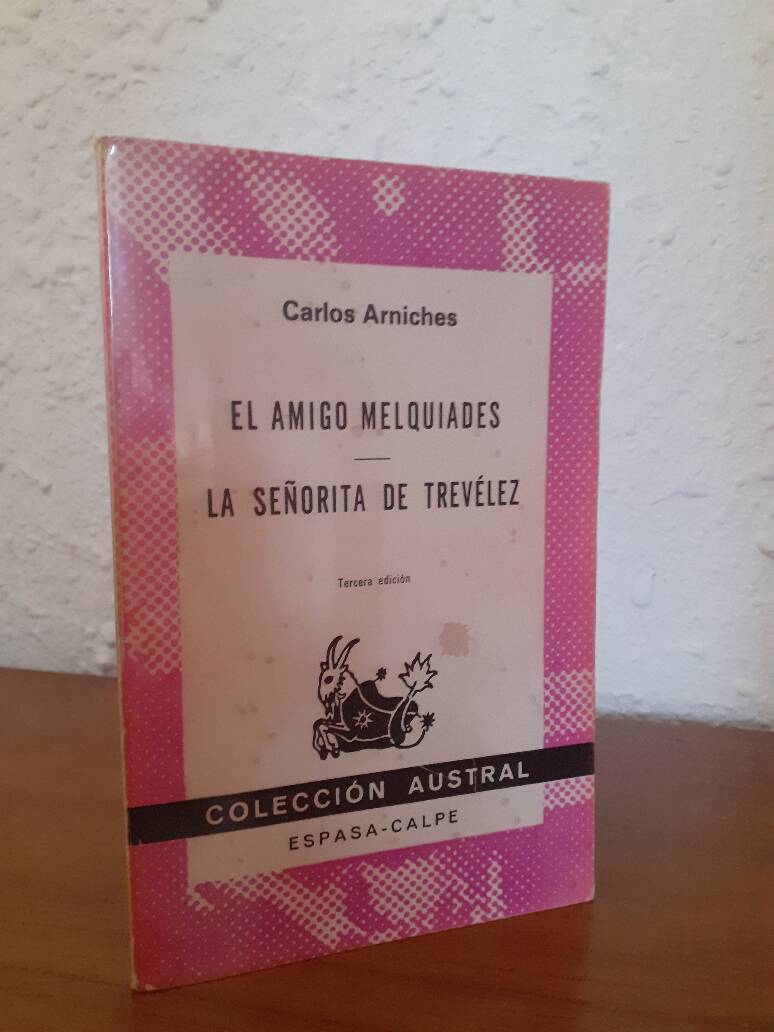 Carlos Arniches
EL AMIGO MELQUIADES
LA SEÑORITA DE TREVÉLEZ
Tercera edición
COLECCIÓN AUSTRAL
ESPASA-CALPE